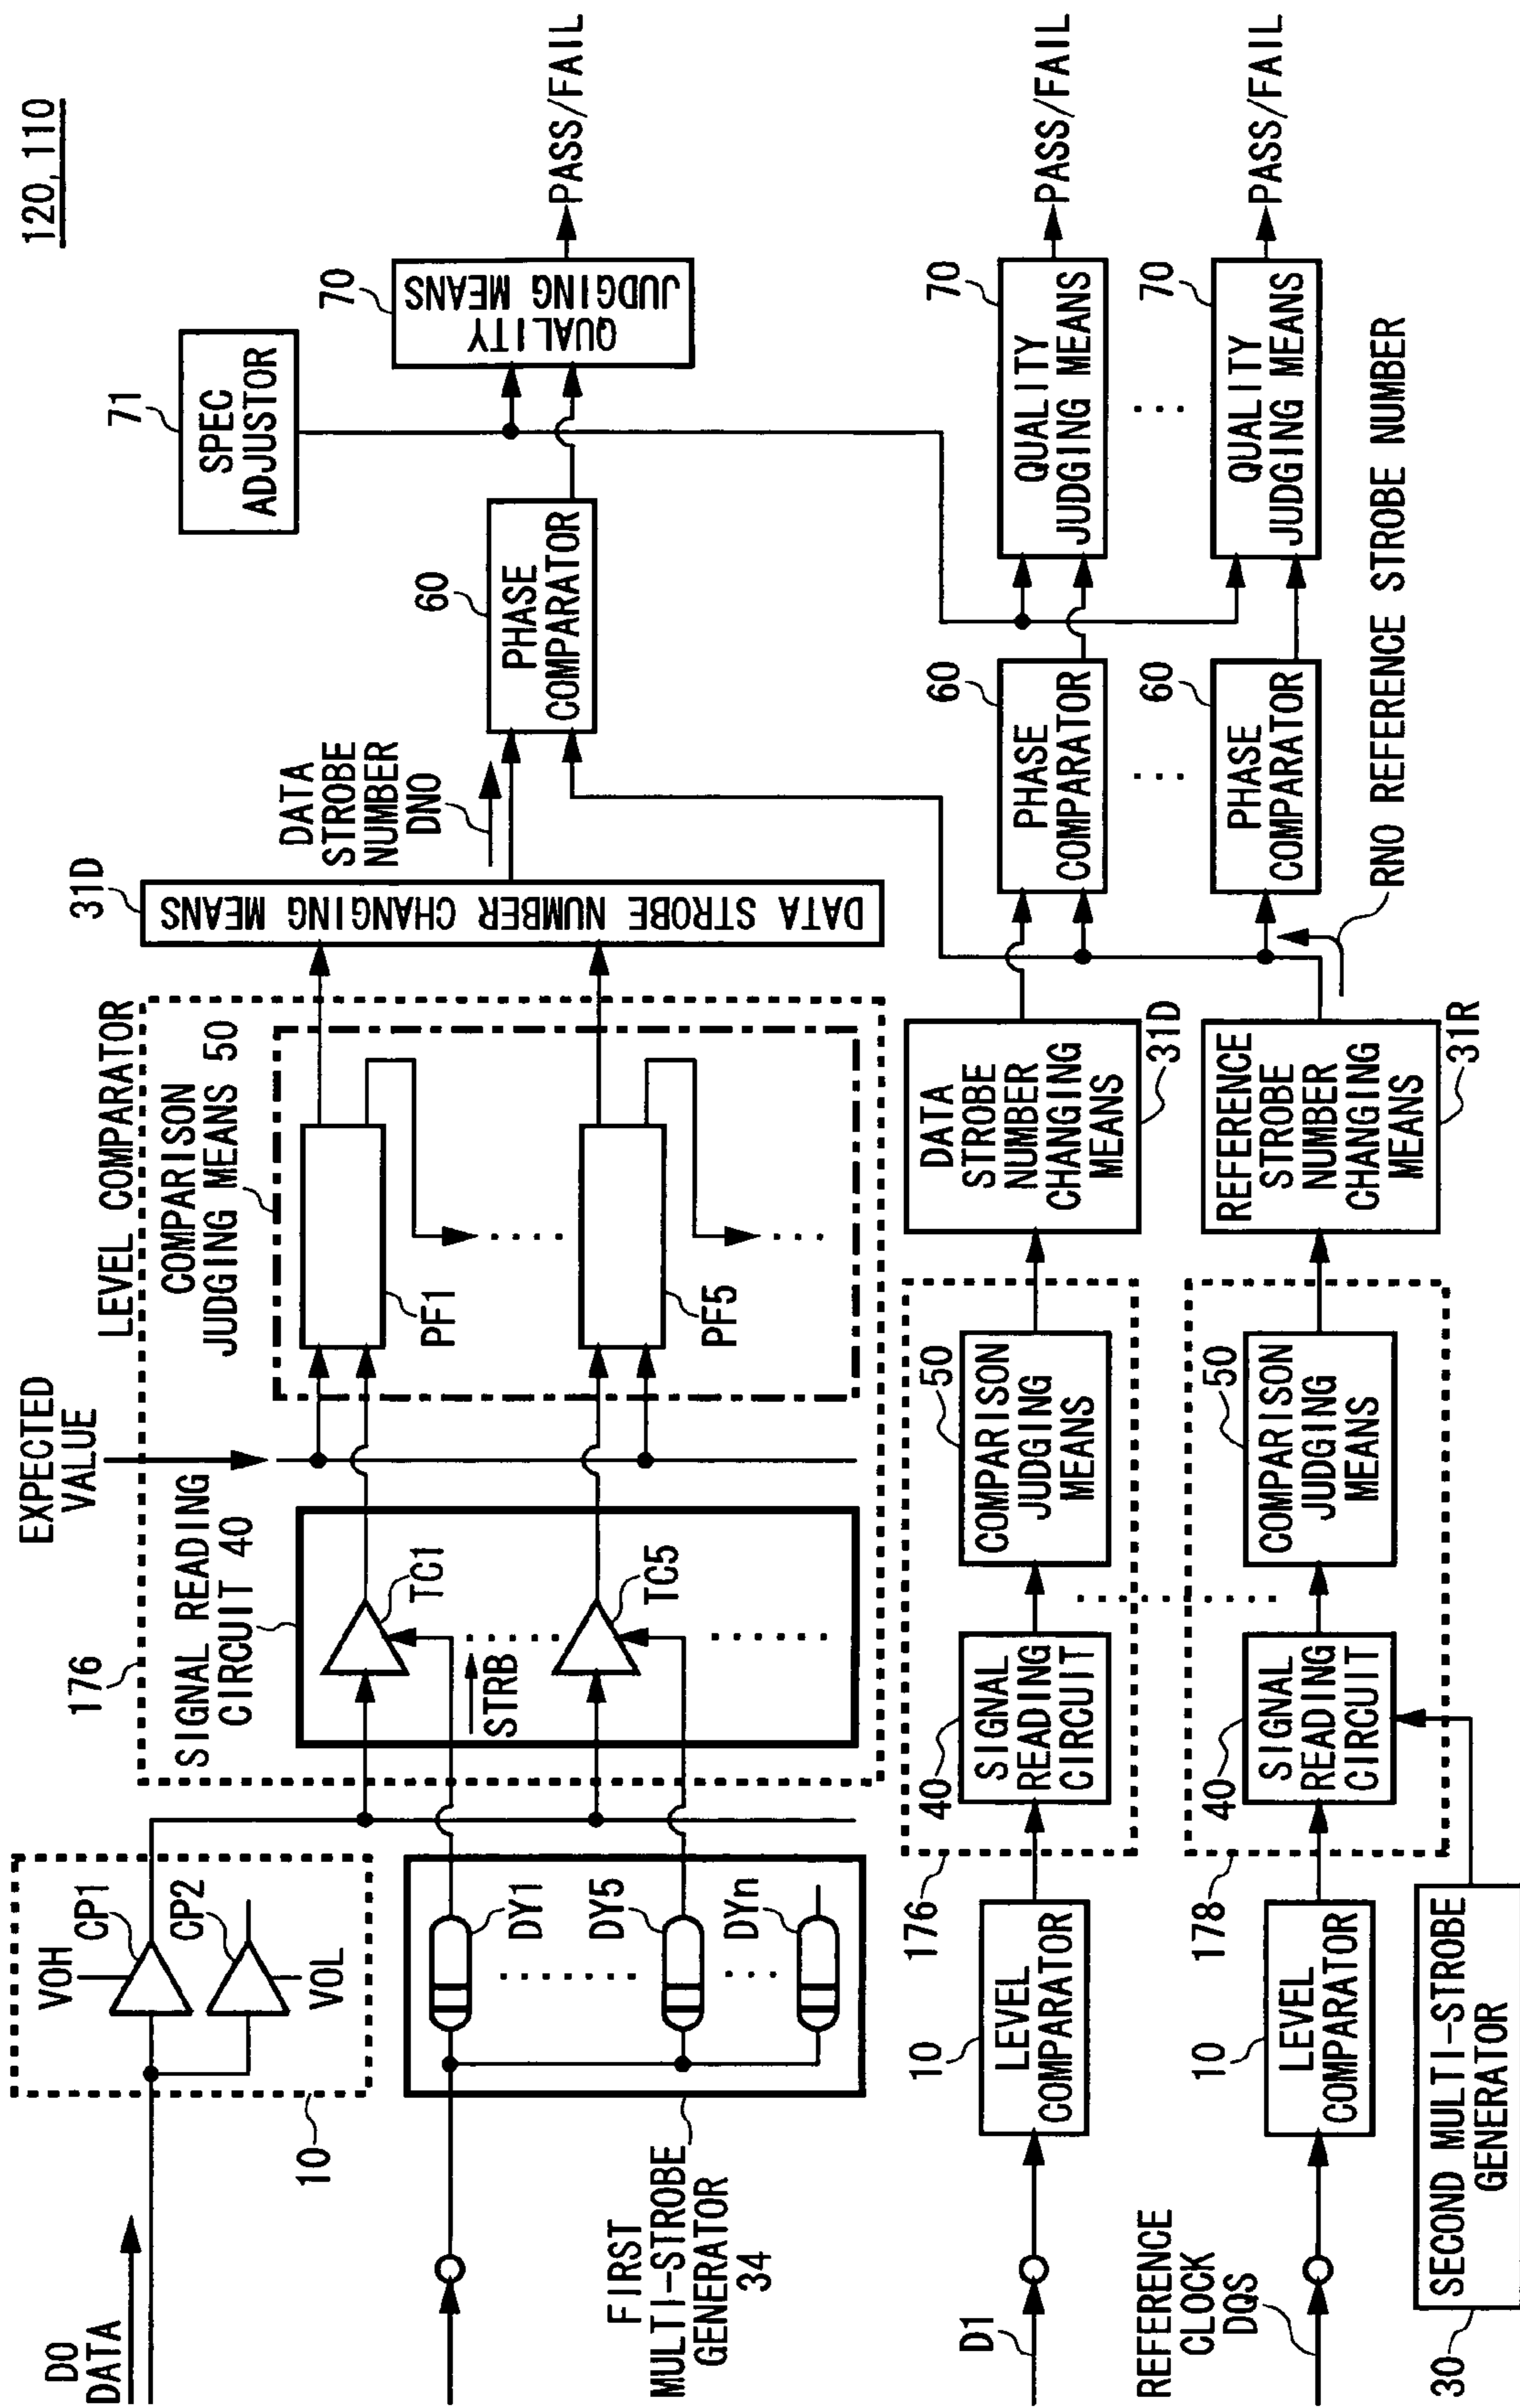 120, 110
D0
DATA
VOH
CP1
CP2
VOL
10
FIRST
MULTI-STROBE
GENERATOR
34
DY1
DY5
DYn
EXPECTED
VALUE
176
LEVEL COMPARATOR
SIGNAL READING
CIRCUIT 40
TC1
STRB
TC5
COMPARISON
JUDGING MEANS 50
PF1
PF5
31D
DATA STROBE NUMBER CHANGING MEANS
DATA
STROBE
NUMBER
DNO
60
PHASE
COMPARATOR
71
SPEC
ADJUSTOR
70
QUALITY
JUDGING MEANS
PASS/FAIL
D1
10
LEVEL
COMPARATOR
176
40
SIGNAL
READING
CIRCUIT
50
COMPARISON
JUDGING
MEANS
DATA
STROBE
NUMBER
CHANGING
MEANS
31D
60
PHASE
COMPARATOR
70
QUALITY
JUDGING MEANS
PASS/FAIL
REFERENCE
CLOCK
DQS
10
LEVEL
COMPARATOR
178
40
SIGNAL
READING
CIRCUIT
50
COMPARISON
JUDGING
MEANS
REFERENCE
STROBE
NUMBER
CHANGING
MEANS
31R
60
PHASE
COMPARATOR
70
QUALITY
JUDGING MEANS
PASS/FAIL
RNO REFERENCE STROBE NUMBER
30
SECOND MULTI-STROBE
GENERATOR